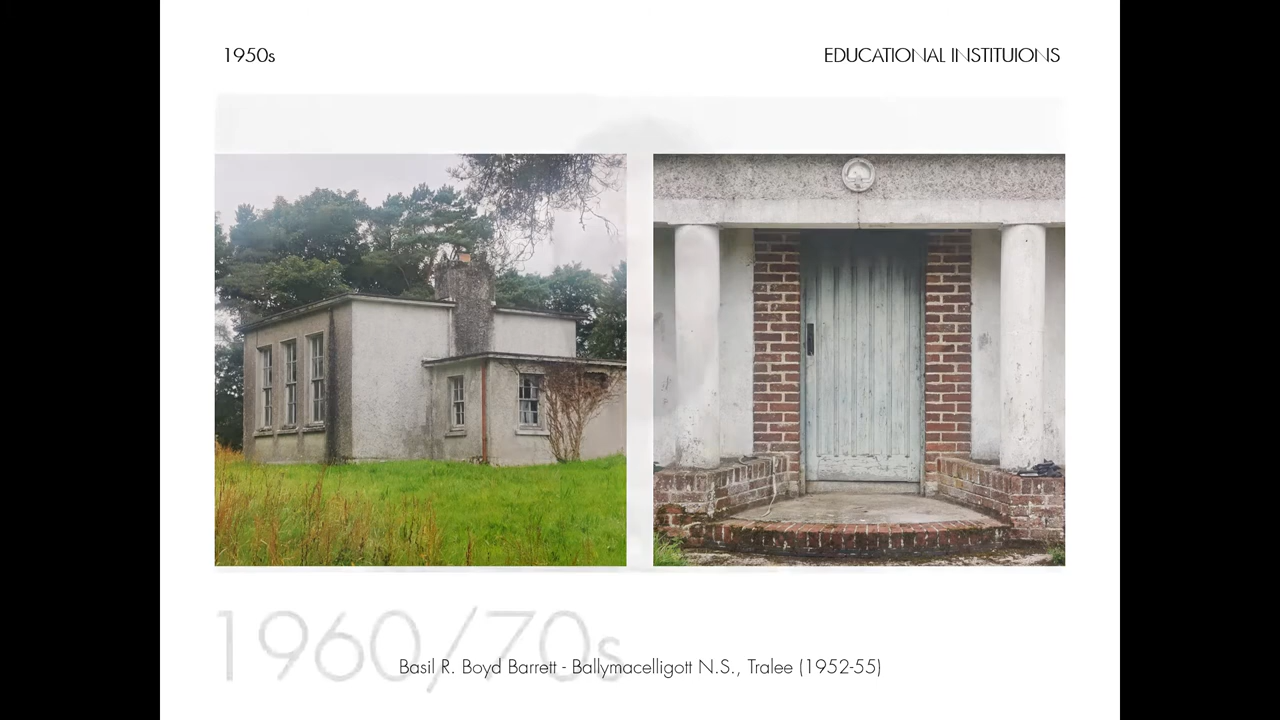 1950s
EDUCATIONAL INSTITUIONS
1960/70s
Basil R. Boyd Barrett - Ballymacelligott N.S., Tralee (1952-55)